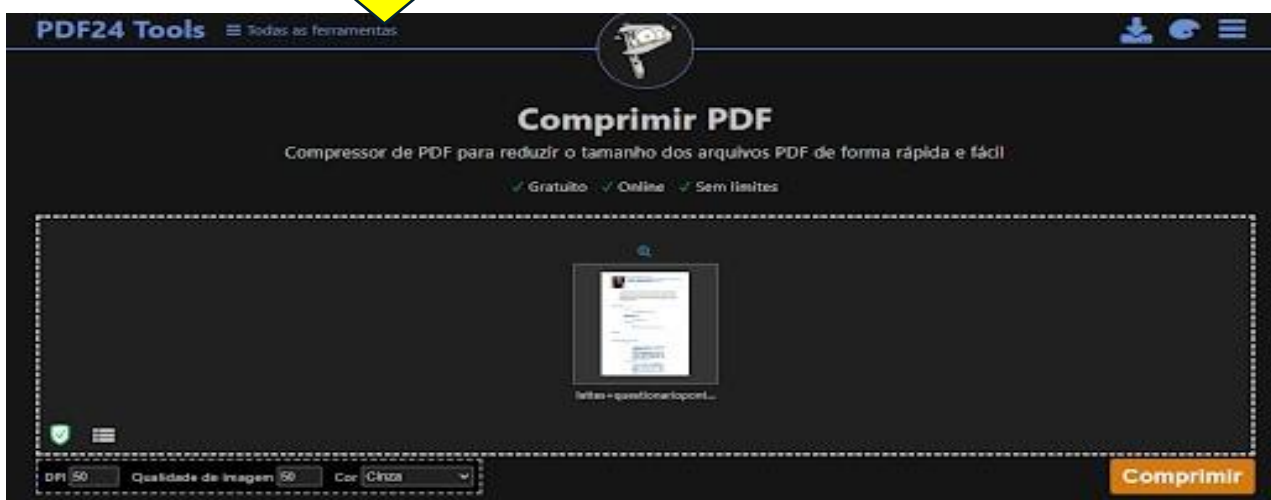 PDF24 Tools Todas as ferramentas
Comprimir PDF
Compressor de PDF para reduzir o tamanho dos arquivos PDF de forma rápida e fácil
Gratuito Online Sem limites
DPI 50 Qualidade de imagem 50 Cor Cinza
Comprimir